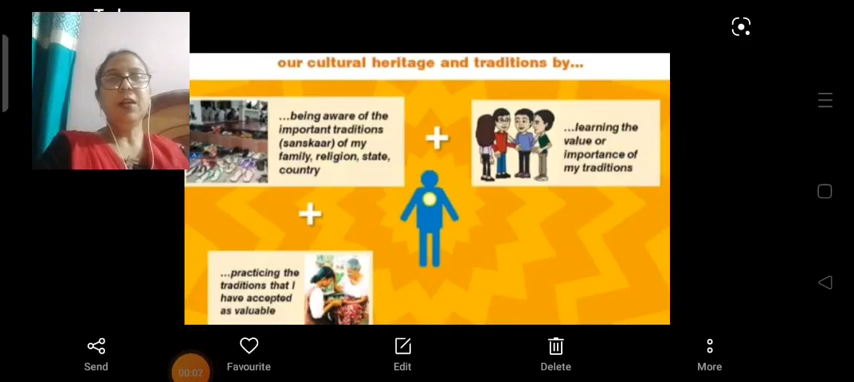 our cultural heritage and traditions by...
...being aware of the
important traditions
(sanskaar) of my
family, religion, state,
country
...learning the
value or
importance of
my traditions
...practicing the
traditions that I
have accepted
as valuable
Send
Favourite
Edit
Delete
More
00:02